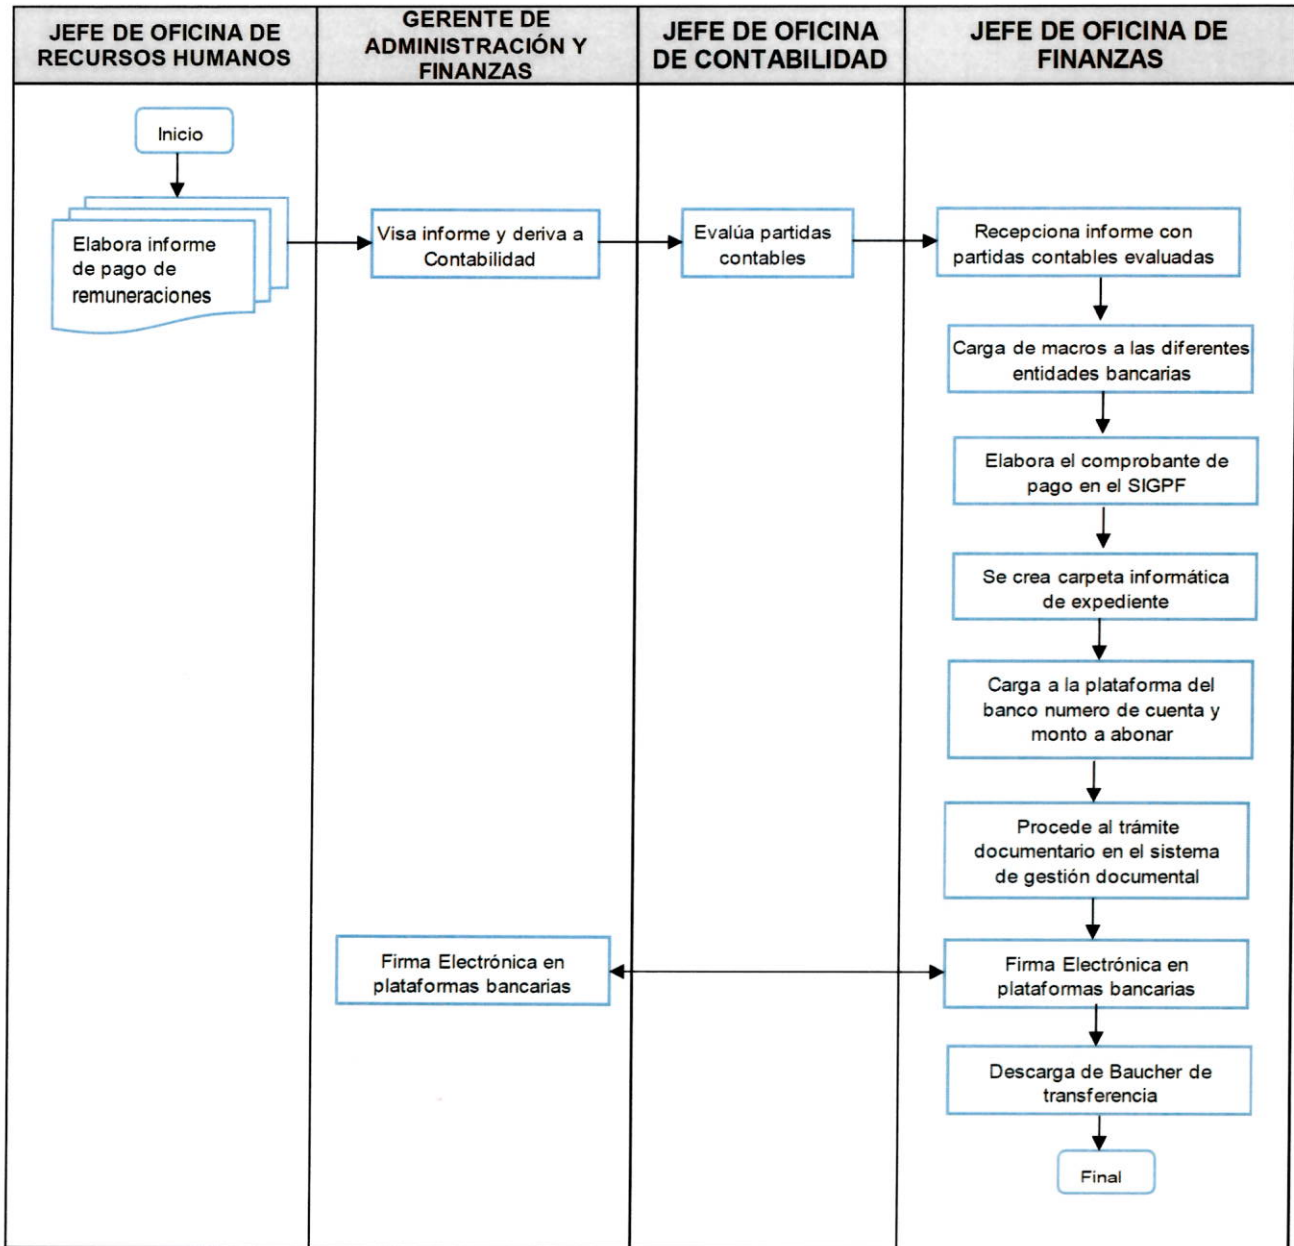 JEFE DE OFICINA DE
RECURSOS HUMANOS
GERENTE DE
ADMINISTRACIÓN Y
FINANZAS
JEFE DE OFICINA
DE CONTABILIDAD
JEFE DE OFICINA DE
FINANZAS
Inicio
Elabora informe
de pago de
remuneraciones
Visa informe y deriva a
Contabilidad
Evalúa partidas
contables
Recepciona informe con
partidas contables evaluadas
Carga de macros a las diferentes
entidades bancarias
Elabora el comprobante de
pago en el SIGPF
Se crea carpeta informática
de expediente
Carga a la plataforma del
banco numero de cuenta y
monto a abonar
Procede al trámite
documentario en el sistema
de gestión documental
Firma Electrónica en
plataformas bancarias
Firma Electrónica en
plataformas bancarias
Descarga de Baucher de
transferencia
Final